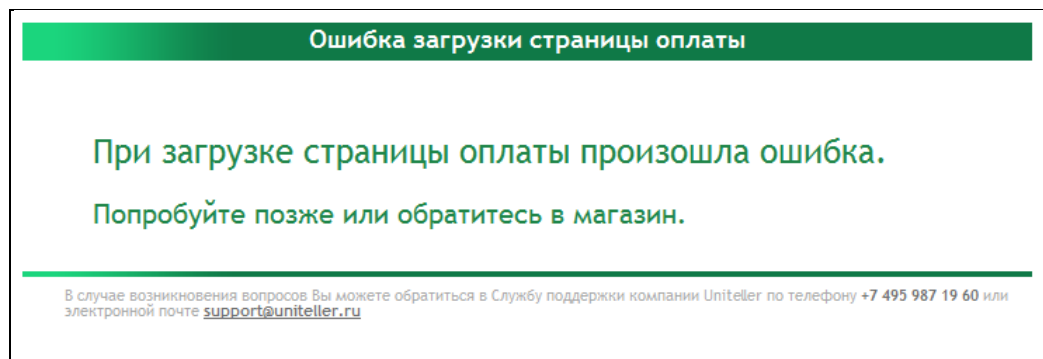 Ошибка загрузки страницы оплаты
При загрузке страницы оплаты произошла ошибка.
Попробуйте позже или обратитесь в магазин.
В случае возникновения вопросов Вы можете обратиться в Службу поддержки компании Uniteller по телефону +7 495 987 19 60 или
электронной почте support@uniteller.ru